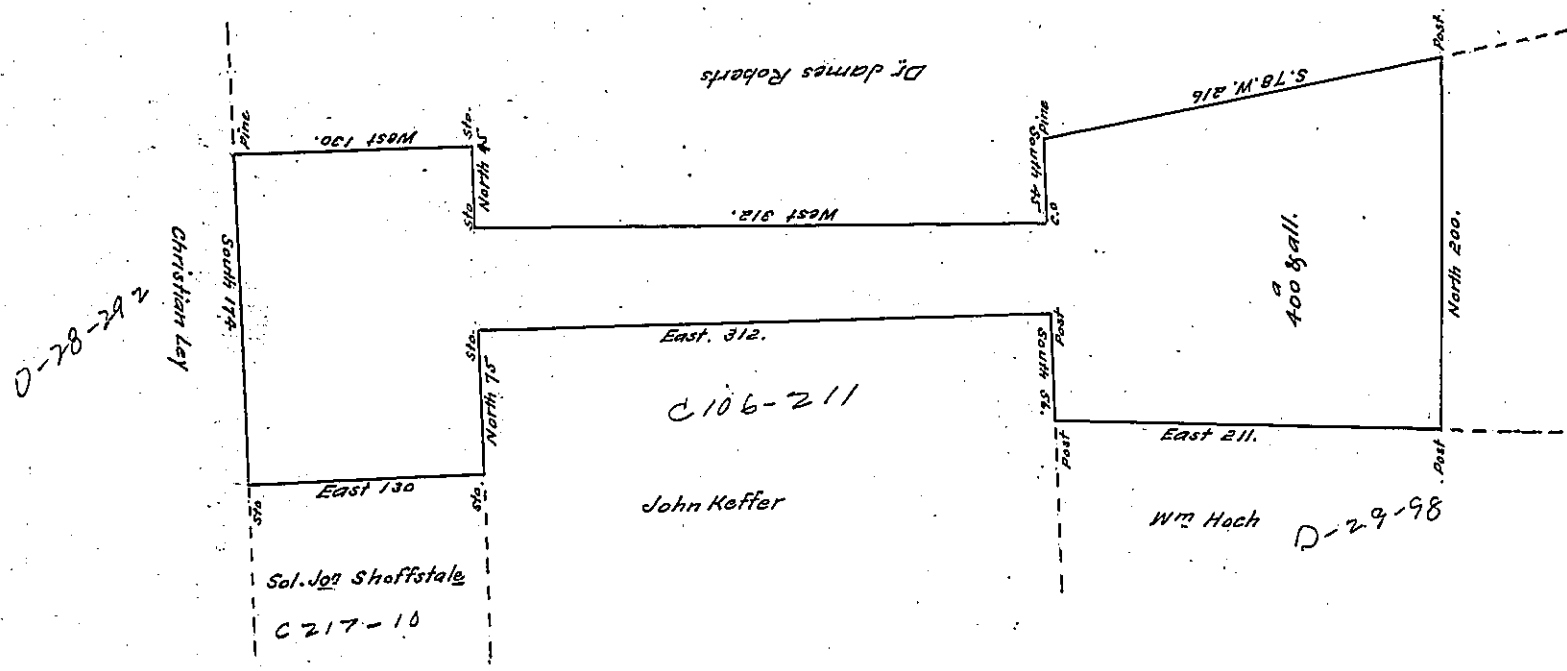 Dr. James Roberts
Post.
S. 78. W. 216
Pine
West 130.
Sto.
North 45
Sto
West 312.
Pine
South 45.
C.O
Christian Ley
South 174
D-28-292
400 a & all.
North 200.
Sto.
East. 312.
Post
South 56.
North 75
C106-211
East 211.
Post
Post
East 130
Sto
Sto.
John Keffer
Wm Hoch
D-29-98
Sol. Jon Shoffstale
C217-10